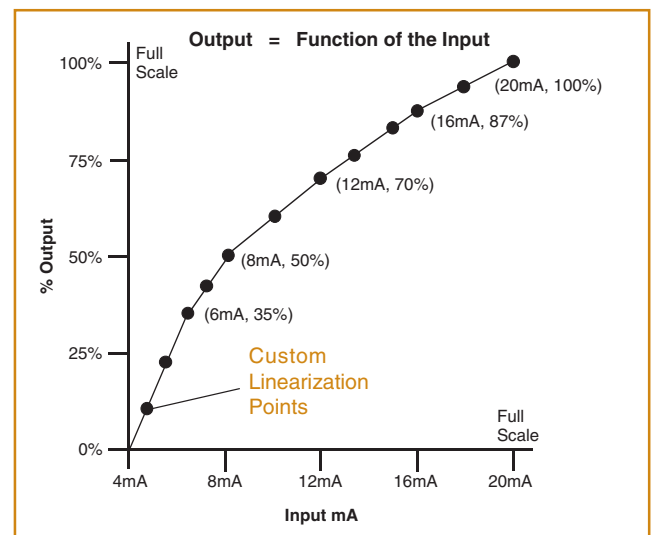 Output = Function of the Input
Full
Scale
100%
(20mA, 100%)
(16mA, 87%)
75%
(12mA, 70%)
% Output
50%
(8mA, 50%)
(6mA, 35%)
25%
Custom
Linearization
Points
Full
Scale
0%
4mA 8mA 12mA 16mA 20mA
Input mA